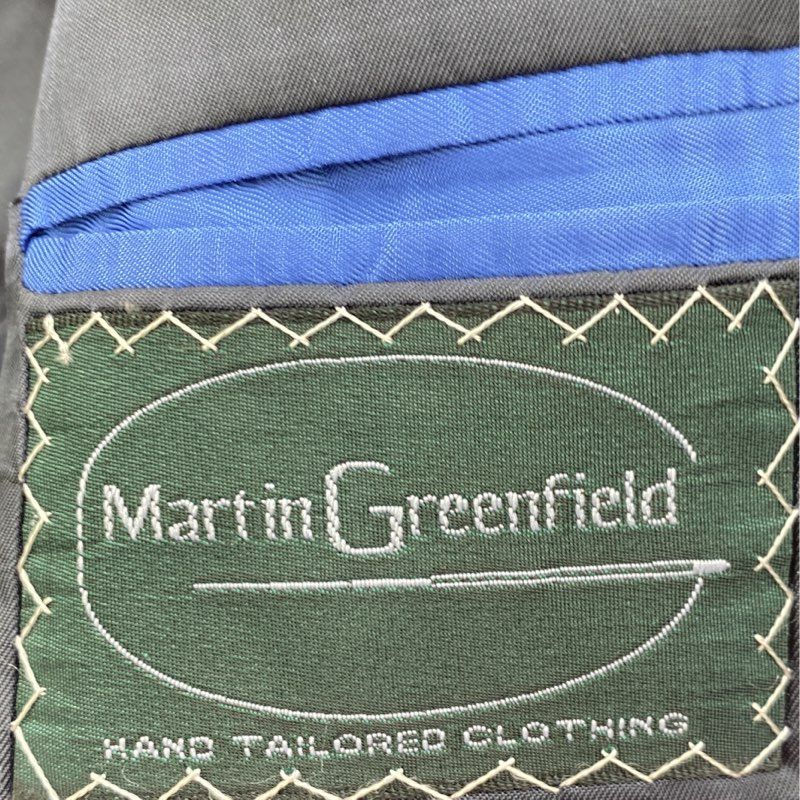 Martin Greenfield
HAND TAILORED CLOTHING